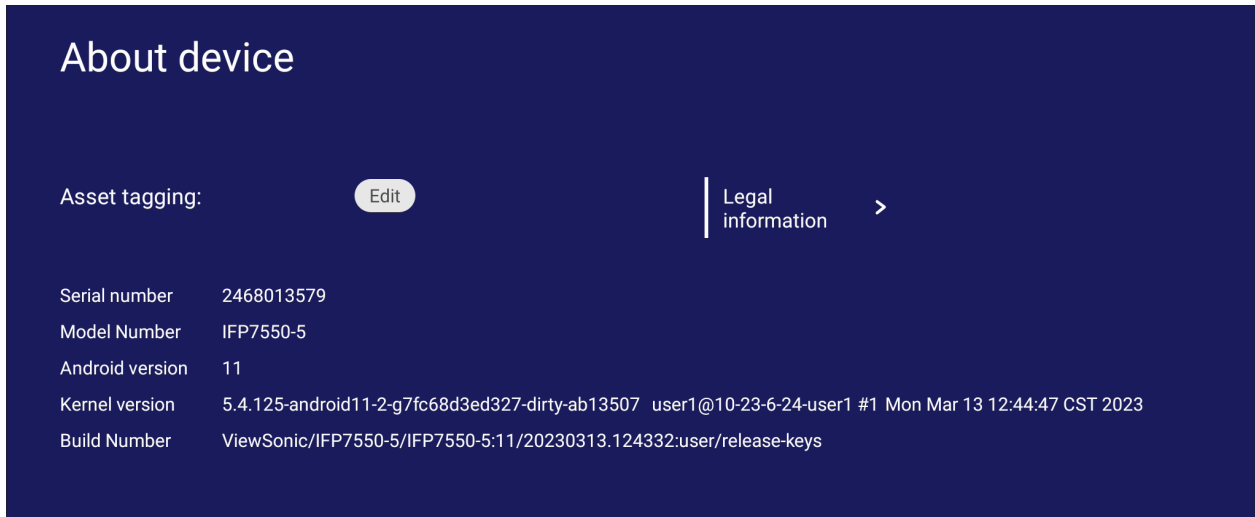 About device
Asset tagging:
Edit
Legal
information
Serial number 2468013579
Model Number IFP7550-5
Android version 11
Kernel version 5.4.125-android11-2-g7fc68d3ed327-dirty-ab13507 user1@10-23-6-24-user1 #1 Mon Mar 13 12:44:47 CST 2023
Build Number ViewSonic/IFP7550-5/IFP7550-5:11/20230313.124332:user/release-keys